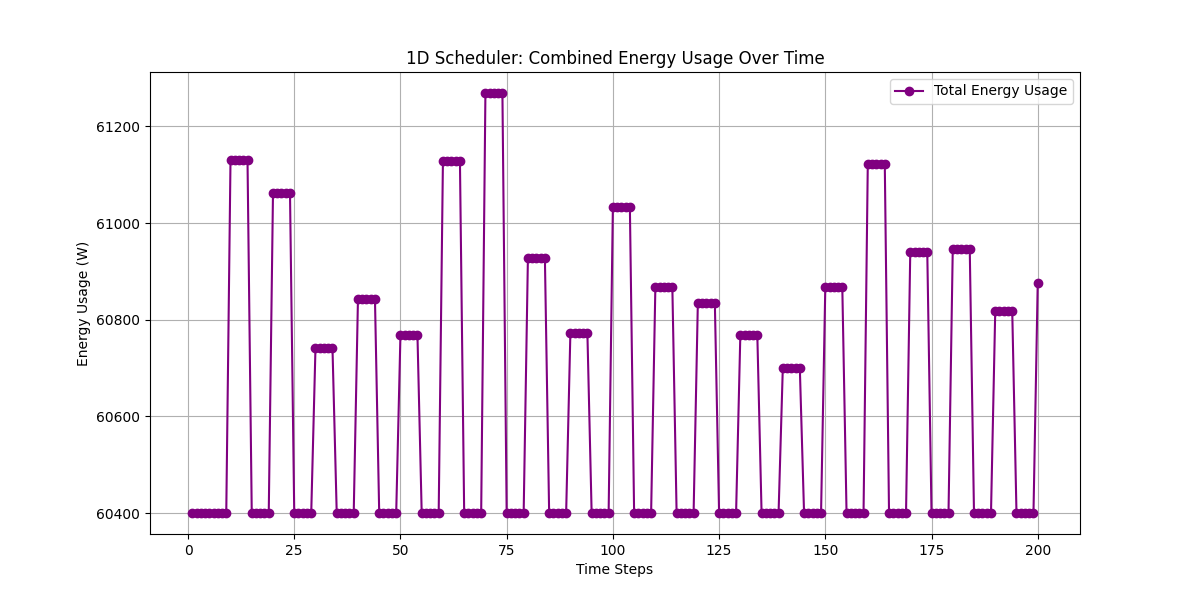 1D Scheduler: Combined Energy Usage Over Time
Total Energy Usage
Energy Usage (W)
61200
61000
60800
60600
60400
0 25 50 75 100 125 150 175 200
Time Steps